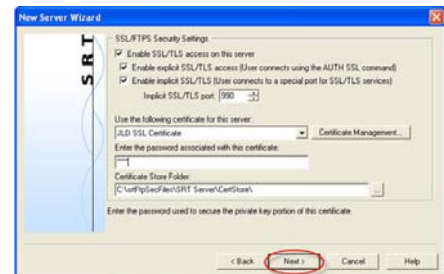 New Server Wizard
SRT
SSL/FTPS Security Settings
Enable SSL/TLS access on this server
Enable explicit SSL/TLS access (User connects using the AUTH SSL command)
Enable implicit SSL/TLS (User connects to a special port for SSL/TLS services)
Implicit SSL/TLS port: 990
Use the following certificate for this server:
JLD SSL Certificate
Certificate Management...
Enter the password associated with this certificate:
****
Certificate Store Folder:
C:\srtFtpSecFiles\SRT Server\CertStore\
...
Enter the password used to secure the private key portion of this certificate.
< Back
Next >
Cancel
Help